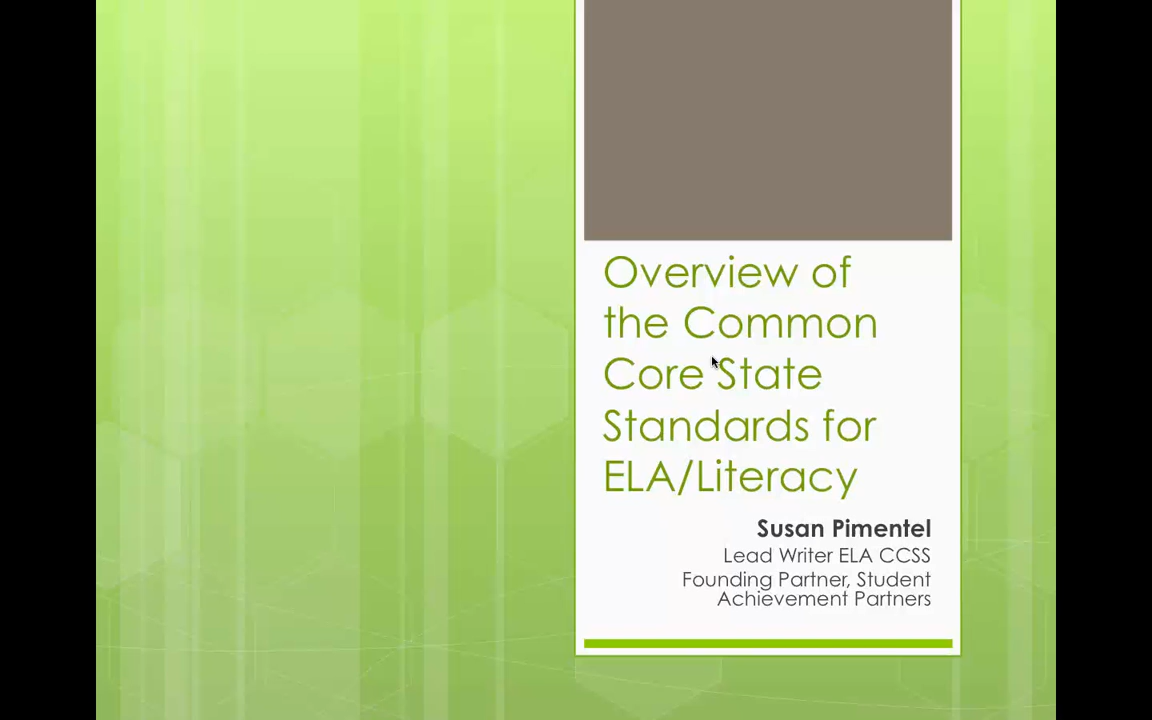 Overview of
the Common
Core State
Standards for
ELA/Literacy
Susan Pimentel
Lead Writer ELA CCSS
Founding Partner, Student
Achievement Partners